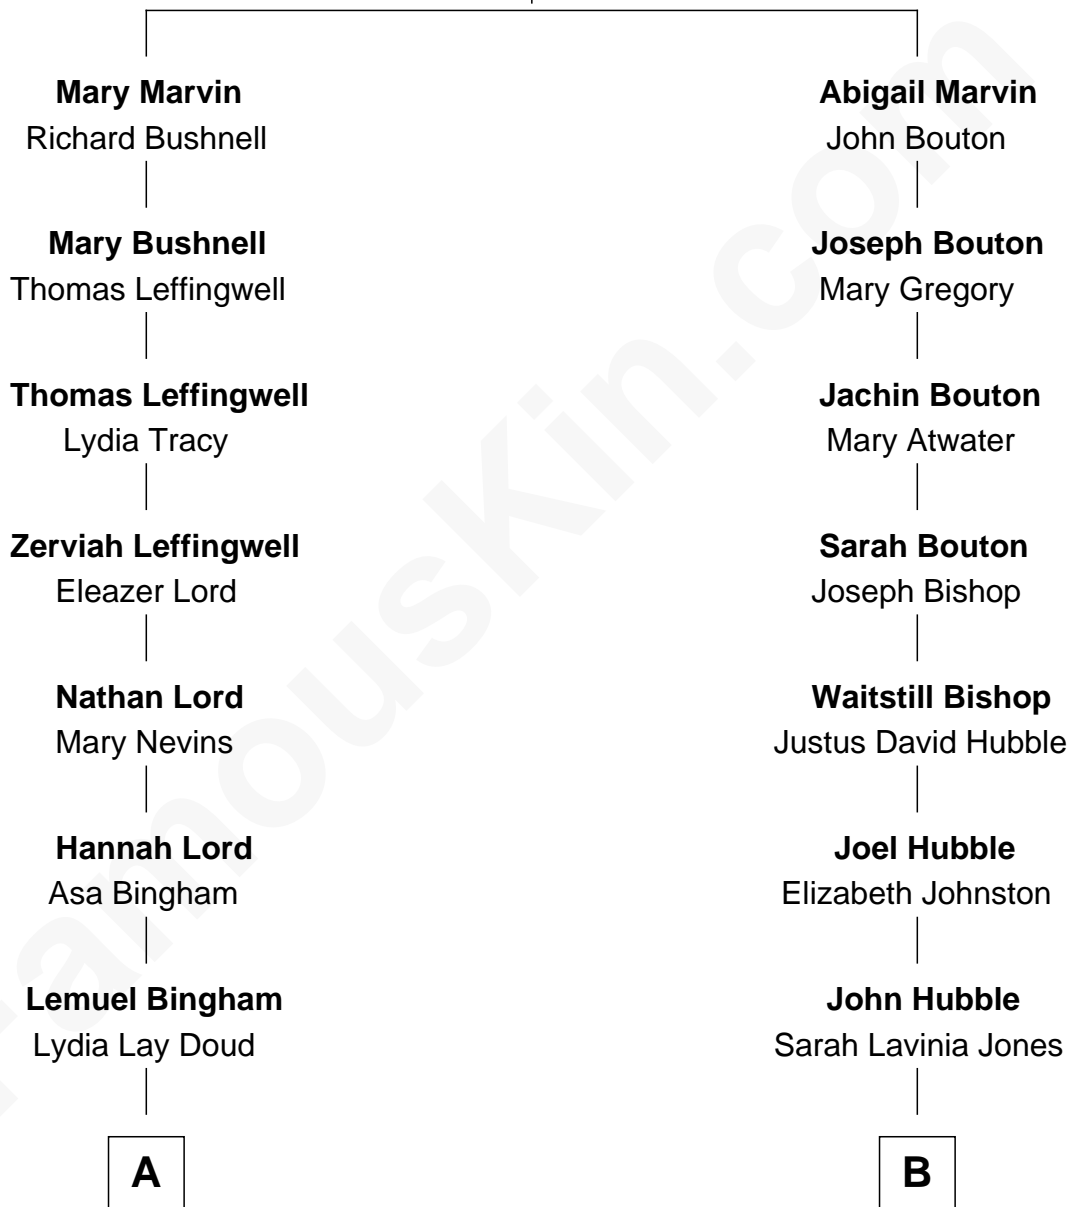 Mary Marvin
Richard Bushnell
Mary Bushnell
Thomas Leffingwell
Thomas Leffingwell
Lydia Tracy
Zerviah Leffingwell
Eleazer Lord
Nathan Lord
Mary Nevins
Hannah Lord
Asa Bingham
Lemuel Bingham
Lydia Lay Doud
A
Abigail Marvin
John Bouton
Joseph Bouton
Mary Gregory
Jachin Bouton
Mary Atwater
Sarah Bouton
Joseph Bishop
Waitstill Bishop
Justus David Hubble
Joel Hubble
Elizabeth Johnston
John Hubble
Sarah Lavinia Jones
B
FamousKin.com